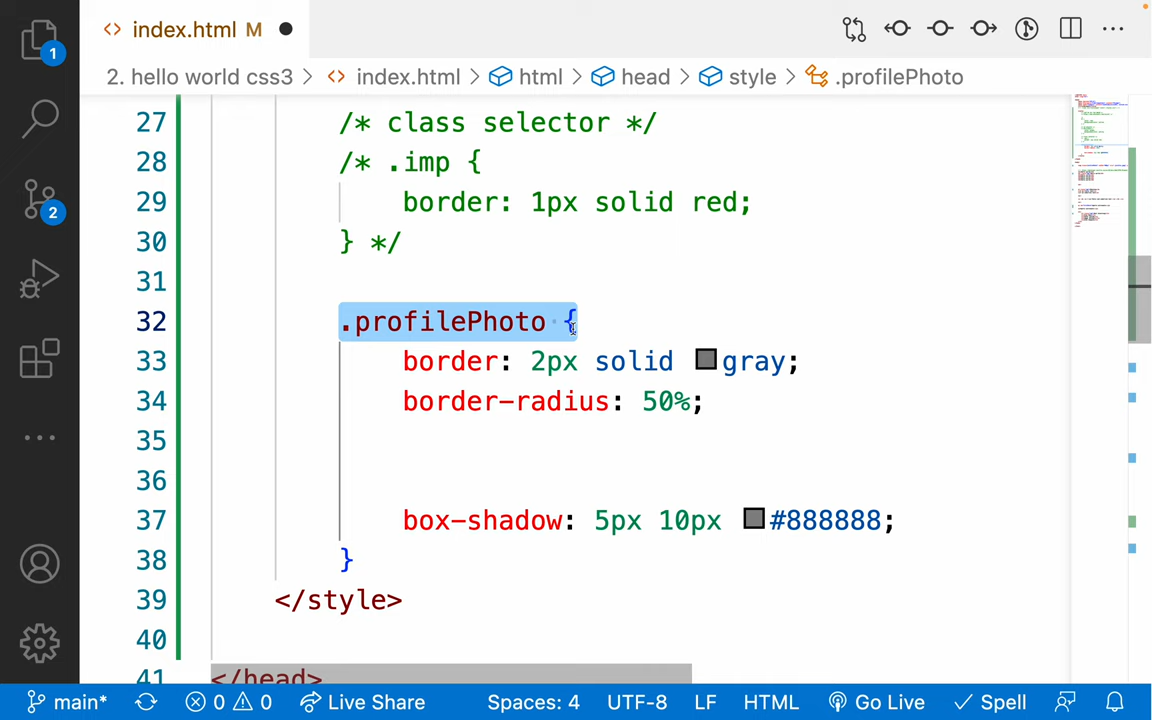 index.html M
2. hello world css3 > index.html > html > head > style > .profilePhoto
27 /* class selector */
28 /* .imp {
29 border: 1px solid red;
30 } */
31
32 .profilePhoto {
33 border: 2px solid gray;
34 border-radius: 50%;
35
36
37 box-shadow: 5px 10px #888888;
38 }
39 </style>
40
41 </head>
1
2
main* 0 0 Live Share Spaces: 4 UTF-8 LF HTML Go Live Spell